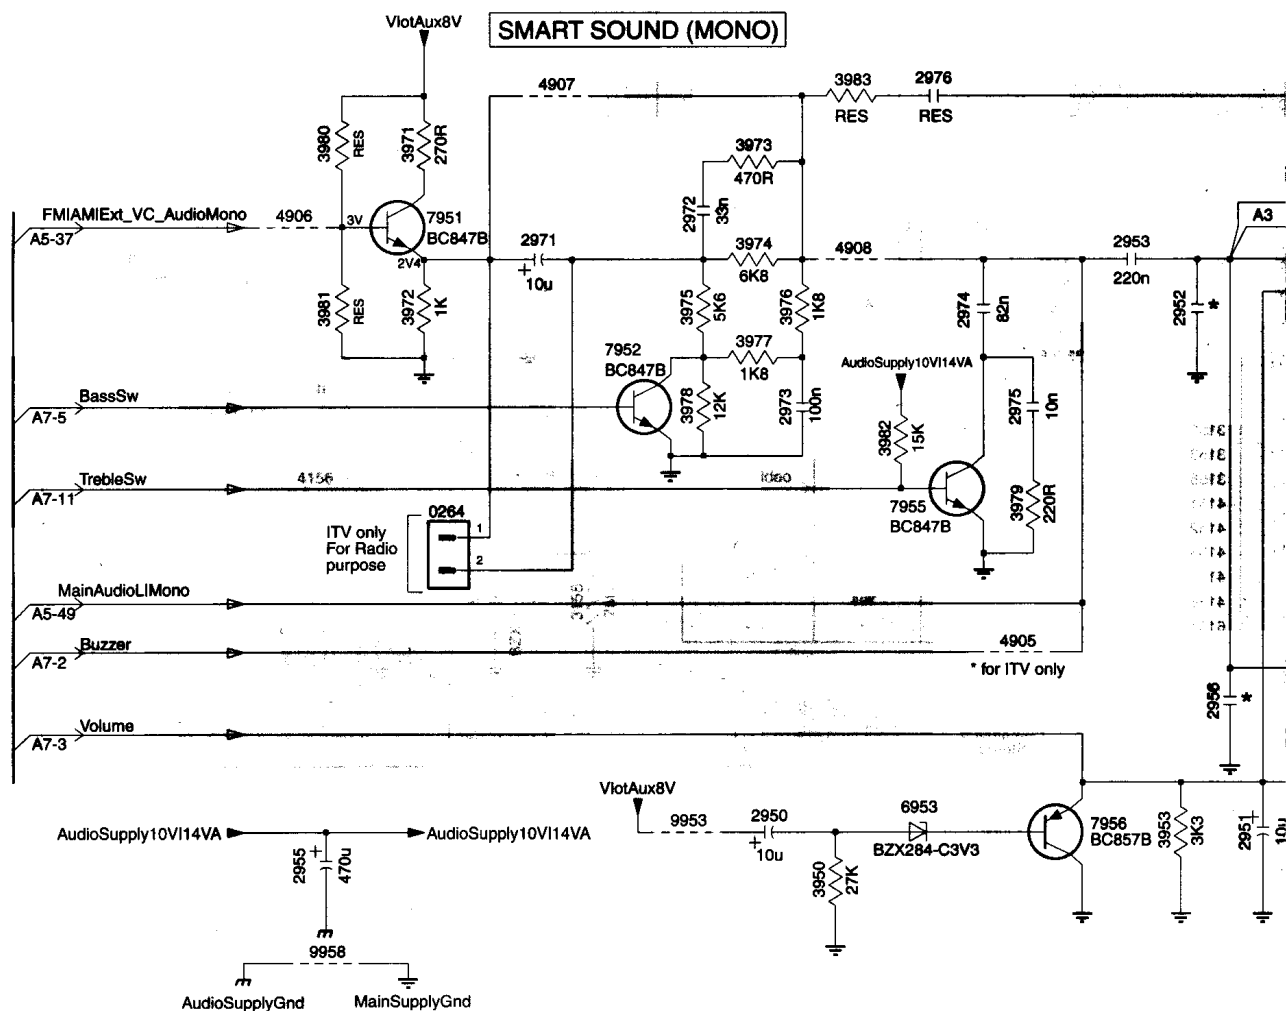 VlotAux8V
SMART SOUND (MONO)
4907
3983
RES
2976
RES
3980
RES
3971
270R
3973
470R
2972
33n
FMIAMIExt_VC_AudioMono
A5-37
4906
3V
7951
BC847B
2V4
2971
+
10u
3974
6K8
4908
2953
220n
A3
3981
RES
3972
1K
3975
5K6
3976
1K8
2974
82n
2952
*
7952
BC847B
3977
1K8
AudioSupply10VI14VA
BassSw
A7-5
3978
12K
2973
100n
3982
15K
2975
10n
TrebleSw
A7-11
4156
7955
BC847B
3979
220R
ITV only
For Radio
purpose
0264
1
2
MainAudioLIMono
A5-49
Buzzer
A7-2
4905
* for ITV only
2956
*
Volume
A7-3
VlotAux8V
9953
2950
+
10u
6953
BZX284-C3V3
7956
BC857B
3953
3K3
2951
+
10u
AudioSupply10VI14VA
AudioSupply10VI14VA
2955
+
470u
3950
27K
9958
AudioSupplyGnd
MainSupplyGnd